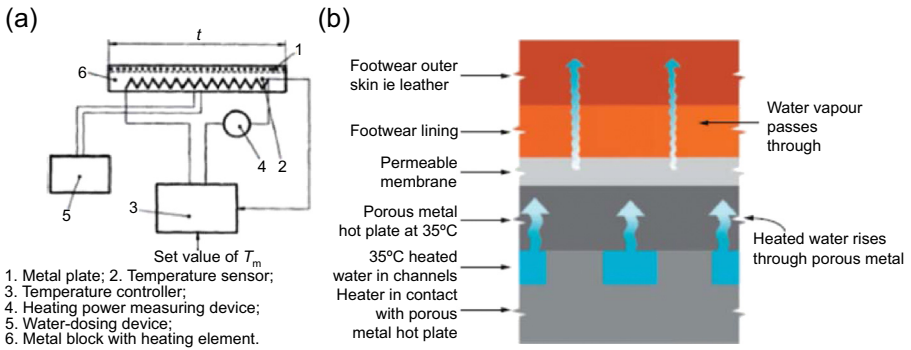 (a)
t
1
6
4
2
5
3
Set value of Tm
1. Metal plate; 2. Temperature sensor;
3. Temperature controller;
4. Heating power measuring device;
5. Water-dosing device;
6. Metal block with heating element.
(b)
Footwear outer
skin ie leather
Footwear lining
Permeable
membrane
Porous metal
hot plate at 35ºC
35ºC heated
water in channels
Heater in contact
with porous
metal hot plate
Water vapour
passes
through
Heated water rises
through porous metal